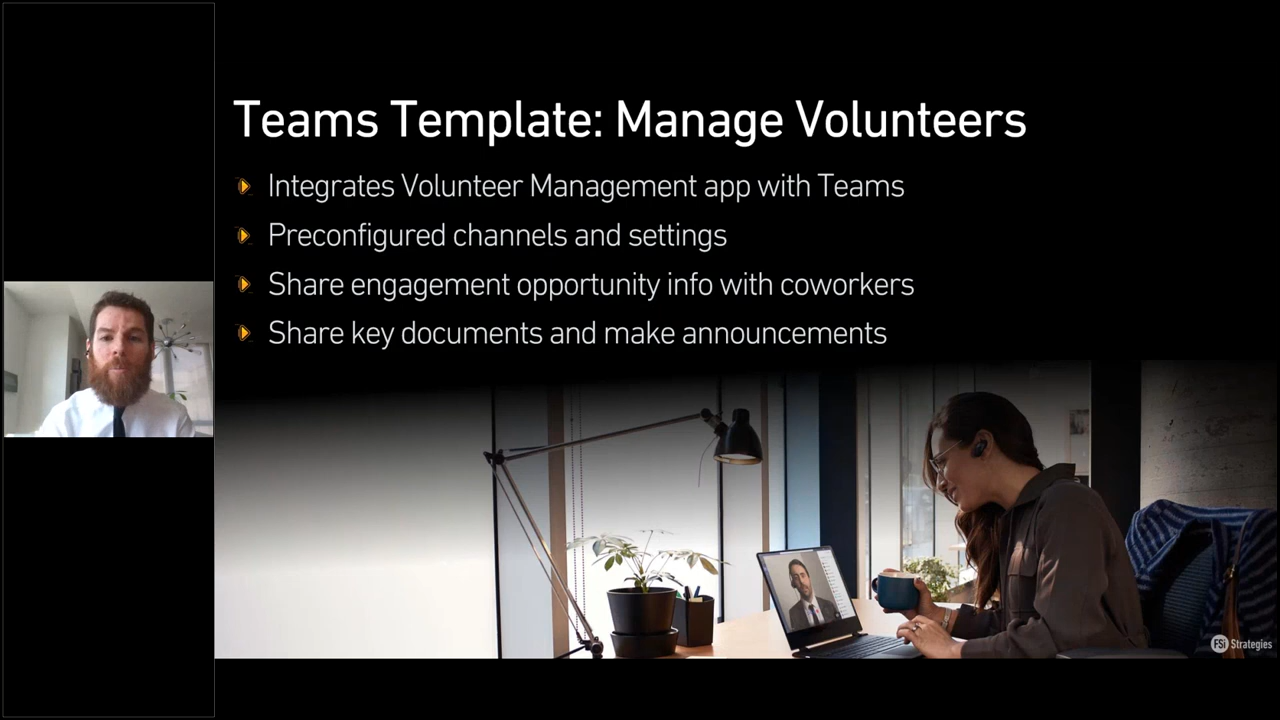 Teams Template: Manage Volunteers
Integrates Volunteer Management app with Teams
Preconfigured channels and settings
Share engagement opportunity info with coworkers
Share key documents and make announcements
FSi Strategies